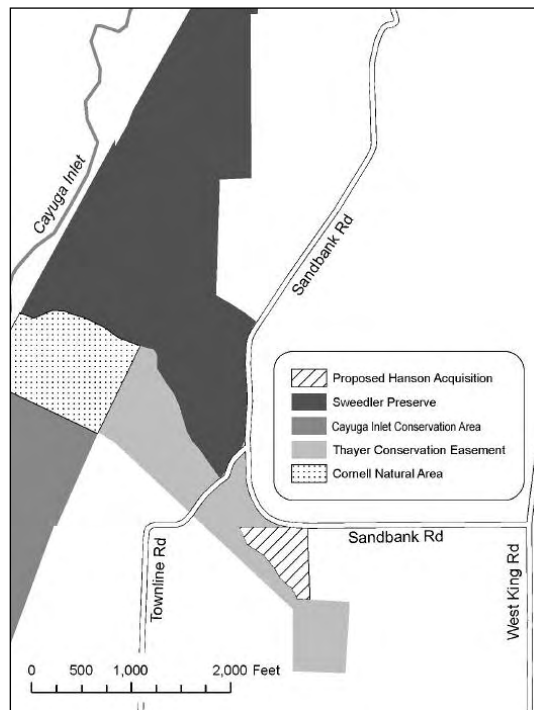 Cayuga Inlet
Sandbank Rd
Proposed Hanson Acquisition
Sweedler Preserve
Cayuga Inlet Conservation Area
Thayer Conservation Easement
Cornell Natural Area
Townline Rd
Sandbank Rd
West King Rd
0 500 1,000 2,000 Feet